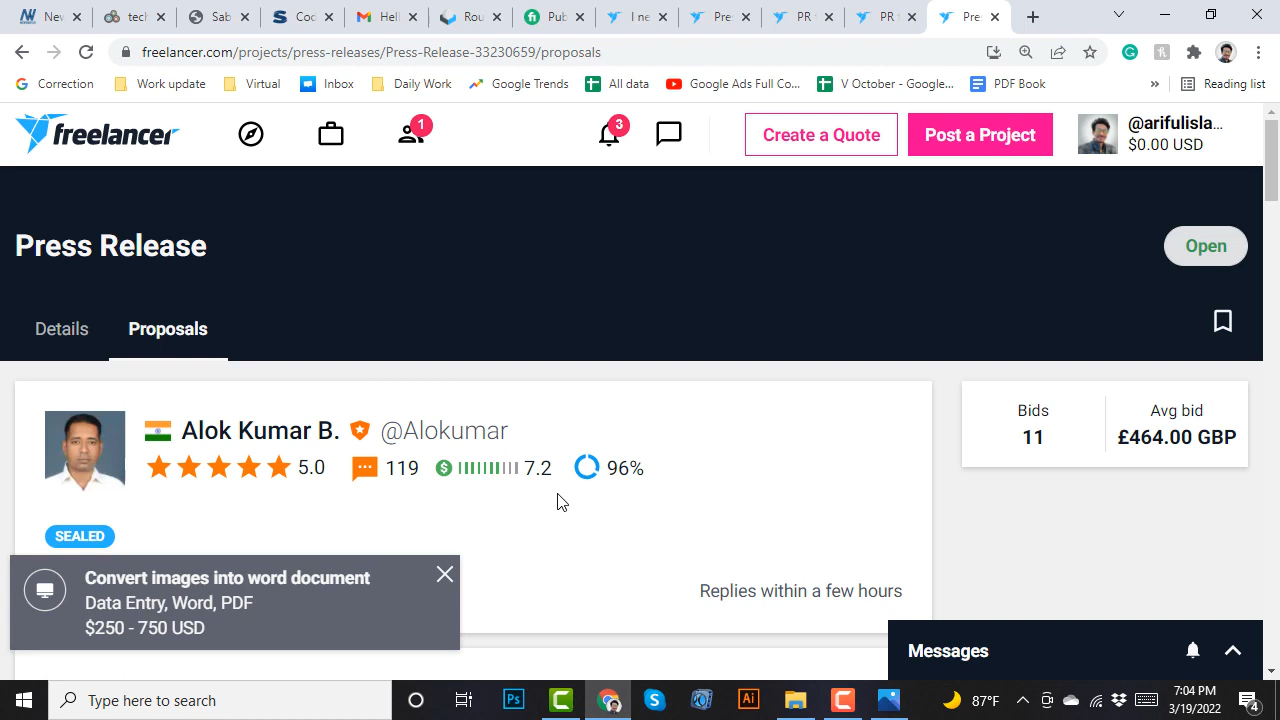 Nev
tech
Sab
Coc
Hell
Rou
Pub
I ne
Pre
PR
PR
Pre
freelancer.com/projects/press-releases/Press-Release-33230659/proposals
Correction
Work update
Virtual
Inbox
Daily Work
Google Trends
All data
Google Ads Full Co...
V October - Google...
PDF Book
»
Reading list
freelancer
1
3
Create a Quote
Post a Project
@arifulisla...
$0.00 USD
Press Release
Open
Details
Proposals
Alok Kumar B.
@Alokumar
5.0
119
7.2
96%
Bids
11
Avg bid
£464.00 GBP
SEALED
Convert images into word document
Data Entry, Word, PDF
$250 - 750 USD
Replies within a few hours
Messages
Type here to search
Ps
Ai
87°F
7:04 PM
3/19/2022
4